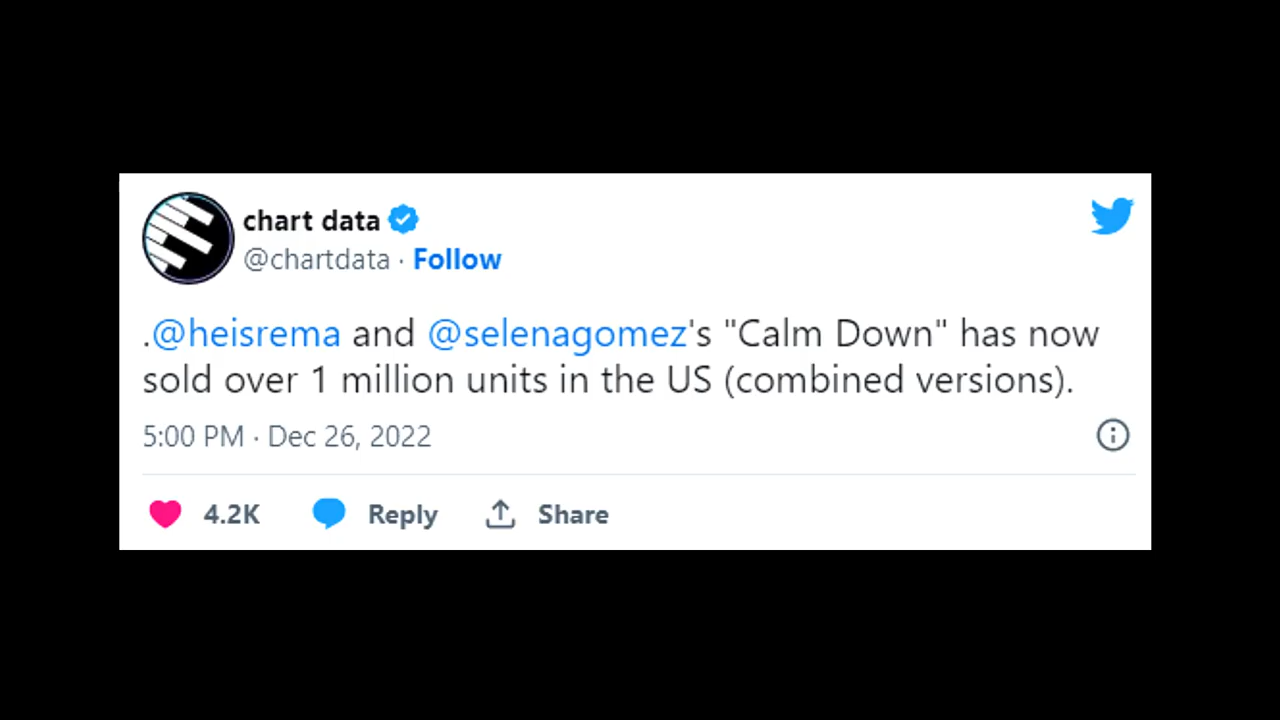 chart data
@chartdata · Follow
.@heisrema and @selenagomez's "Calm Down" has now
sold over 1 million units in the US (combined versions).
5:00 PM · Dec 26, 2022
4.2K Reply Share